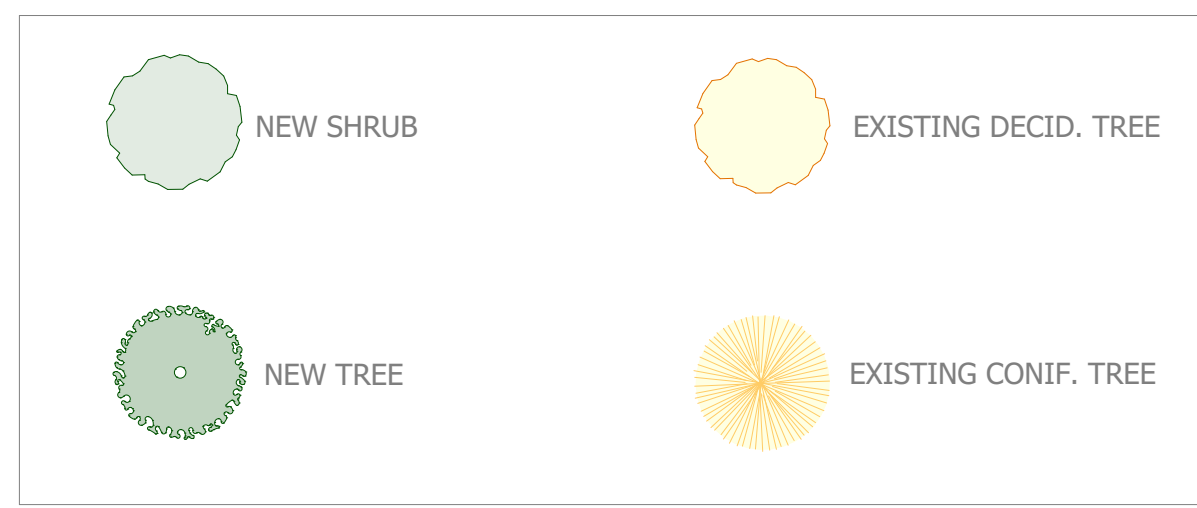 NEW SHRUB
EXISTING DECID. TREE
NEW TREE
EXISTING CONIF. TREE